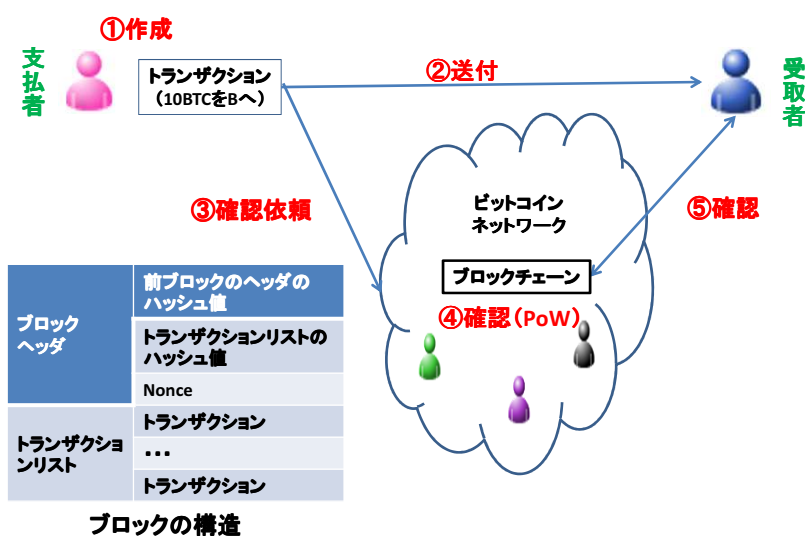 ①作成
支払者
トランザクション
（10BTCをBへ）
②送付
受取者
③確認依頼
ビットコイン
ネットワーク
⑤確認
ブロックチェーン
④確認（PoW）
ブロック
ヘッダ
前ブロックのヘッダの
ハッシュ値
トランザクションリストの
ハッシュ値
Nonce
トランザクショ
ンリスト
トランザクション
・・・
トランザクション
ブロックの構造